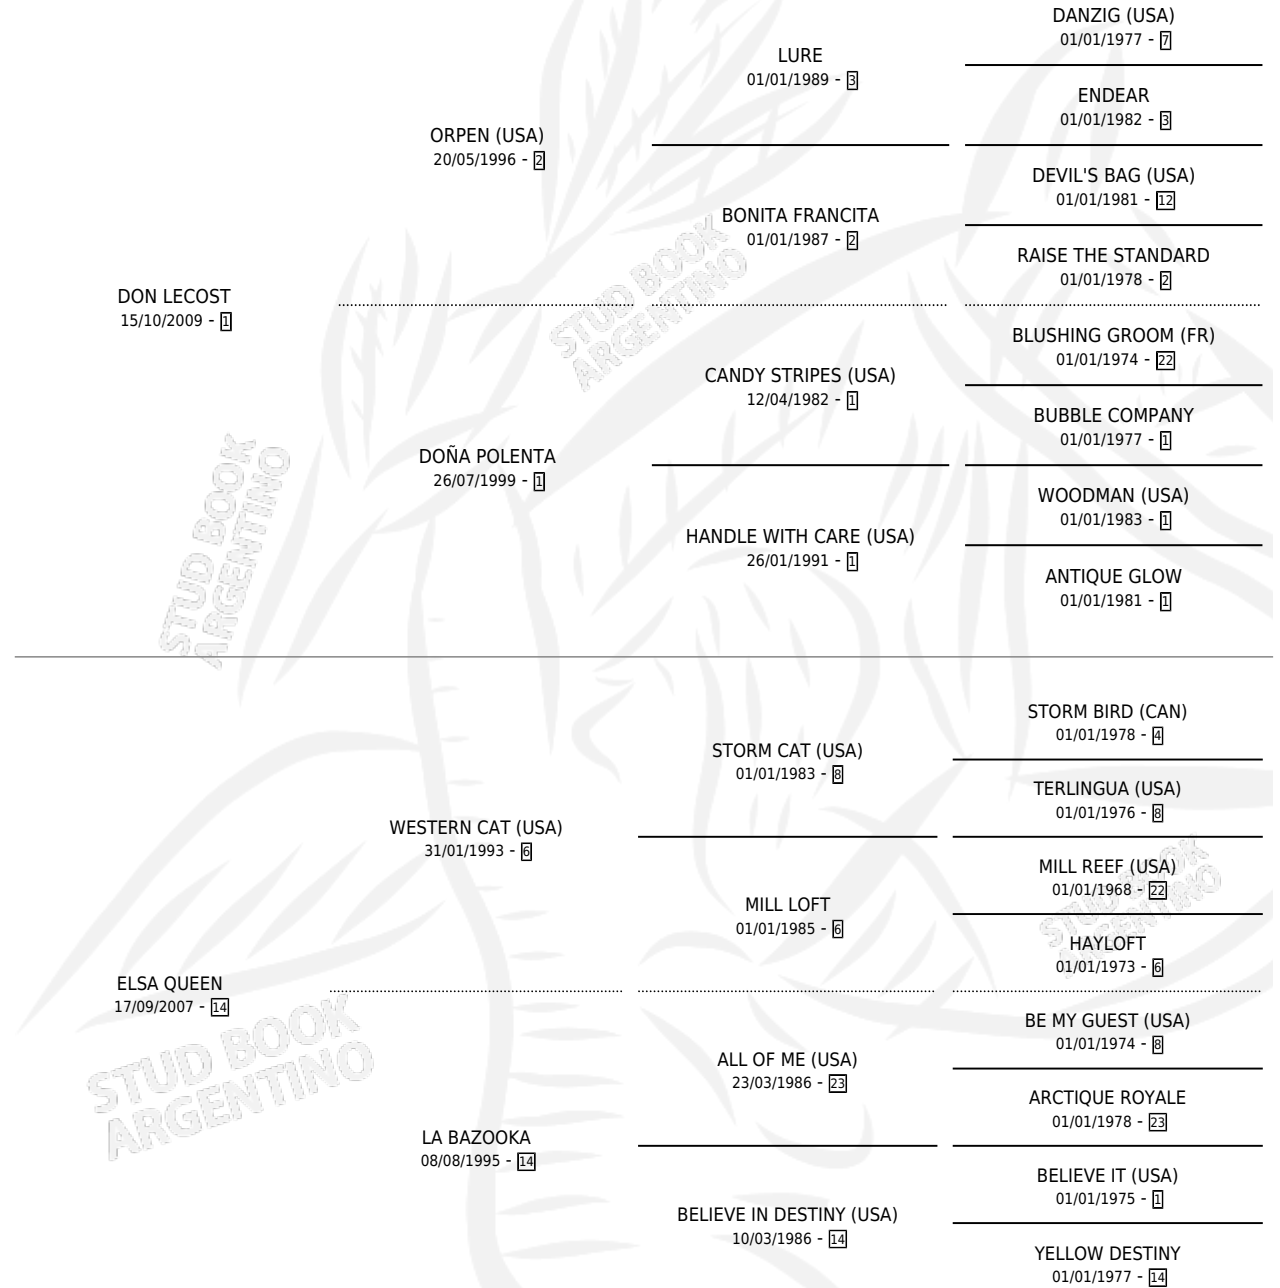 DANZIG (USA)
01/01/1977 - 7
LURE
01/01/1989 - 3
ENDEAR
01/01/1982 - 3
ORPEN (USA)
20/05/1996 - 2
DEVIL'S BAG (USA)
01/01/1981 - 12
BONITA FRANCITA
01/01/1987 - 2
RAISE THE STANDARD
01/01/1978 - 2
DON LECOST
15/10/2009 - 1
BLUSHING GROOM (FR)
01/01/1974 - 22
CANDY STRIPES (USA)
12/04/1982 - 1
BUBBLE COMPANY
01/01/1977 - 1
DOÑA POLENTA
26/07/1999 - 1
WOODMAN (USA)
01/01/1983 - 1
HANDLE WITH CARE (USA)
26/01/1991 - 1
ANTIQUE GLOW
01/01/1981 - 1
STORM BIRD (CAN)
01/01/1978 - 4
STORM CAT (USA)
01/01/1983 - 8
TERLINGUA (USA)
01/01/1976 - 8
WESTERN CAT (USA)
31/01/1993 - 6
MILL REEF (USA)
01/01/1968 - 22
MILL LOFT
01/01/1985 - 6
HAYLOFT
01/01/1973 - 6
ELSA QUEEN
17/09/2007 - 14
BE MY GUEST (USA)
01/01/1974 - 8
ALL OF ME (USA)
23/03/1986 - 23
ARCTIQUE ROYALE
01/01/1978 - 23
LA BAZOOKA
08/08/1995 - 14
BELIEVE IT (USA)
01/01/1975 - 1
BELIEVE IN DESTINY (USA)
10/03/1986 - 14
YELLOW DESTINY
01/01/1977 - 14
STUD BOOK
ARGENTINO
STUD BOOK
ARGENTINO
STUD BOOK
ARGENTINO
STUD BOOK
ARGENTINO